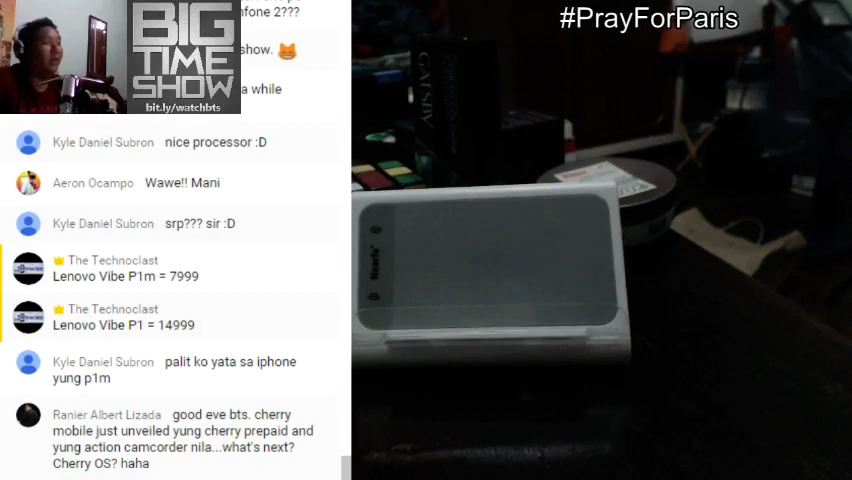 nfone 2???
BIG
TIME
SHOW
bit.ly/watchbts
show.
a while
Kyle Daniel Subron nice processor :D
Aeron Ocampo Wawe!! Mani
Kyle Daniel Subron srp??? sir :D
The Technoclast
Lenovo Vibe P1m = 7999
The Technoclast
Lenovo Vibe P1 = 14999
Kyle Daniel Subron palit ko yata sa iphone
yung p1m
Ranier Albert Lizada good eve bts. cherry
mobile just unveiled yung cherry prepaid and
yung action camcorder nila...what's next?
Cherry OS? haha
#PrayForParis
GATSBY
Nearfa™